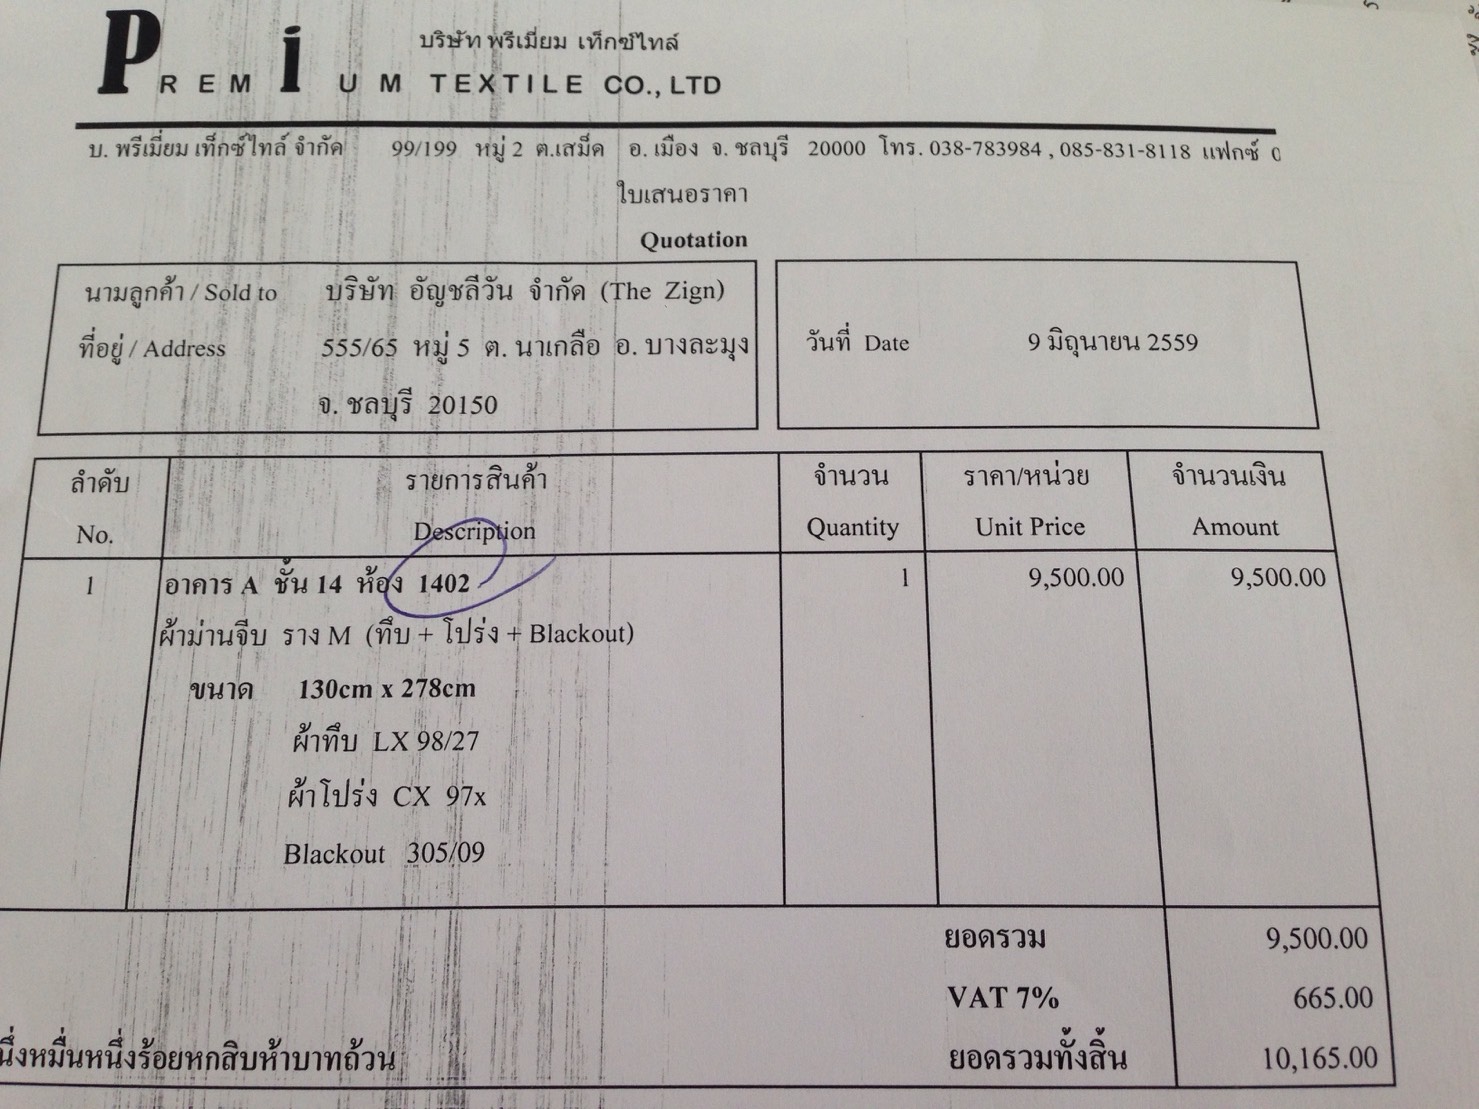 บริษัท พรีเมี่ยม เท็กซ์ไทล์
PREMiUM TEXTILE CO., LTD
บ. พรีเมี่ยม เท็กซ์ไทล์ จำกัด 99/199 หมู่ 2 ต.เสม็ด อ. เมือง จ. ชลบุรี 20000 โทร. 038-783984 , 085-831-8118 แฟกซ์ 0
ใบเสนอราคา
Quotation
นามลูกค้า / Sold to บริษัท อัญชลีวัน จำกัด (The Zign)
ที่อยู่ / Address 555/65 หมู่ 5 ต. นาเกลือ อ. บางละมุง
จ. ชลบุรี 20150
วันที่ Date 9 มิถุนายน 2559
ลำดับ รายการสินค้า จำนวน ราคา/หน่วย จำนวนเงิน
No. Description Quantity Unit Price Amount
1 อาคาร A ชั้น 14 ห้อง 1402 1 9,500.00 9,500.00
ผ้าม่านจีบ ราง M (ทึบ + โปร่ง + Blackout)
ขนาด 130cm x 278cm
ผ้าทึบ LX 98/27
ผ้าโปร่ง CX 97x
Blackout 305/09
ยอดรวม 9,500.00
VAT 7% 665.00
นึ่งหมื่นหนึ่งร้อยหกสิบห้าบาทถ้วน ยอดรวมทั้งสิ้น 10,165.00